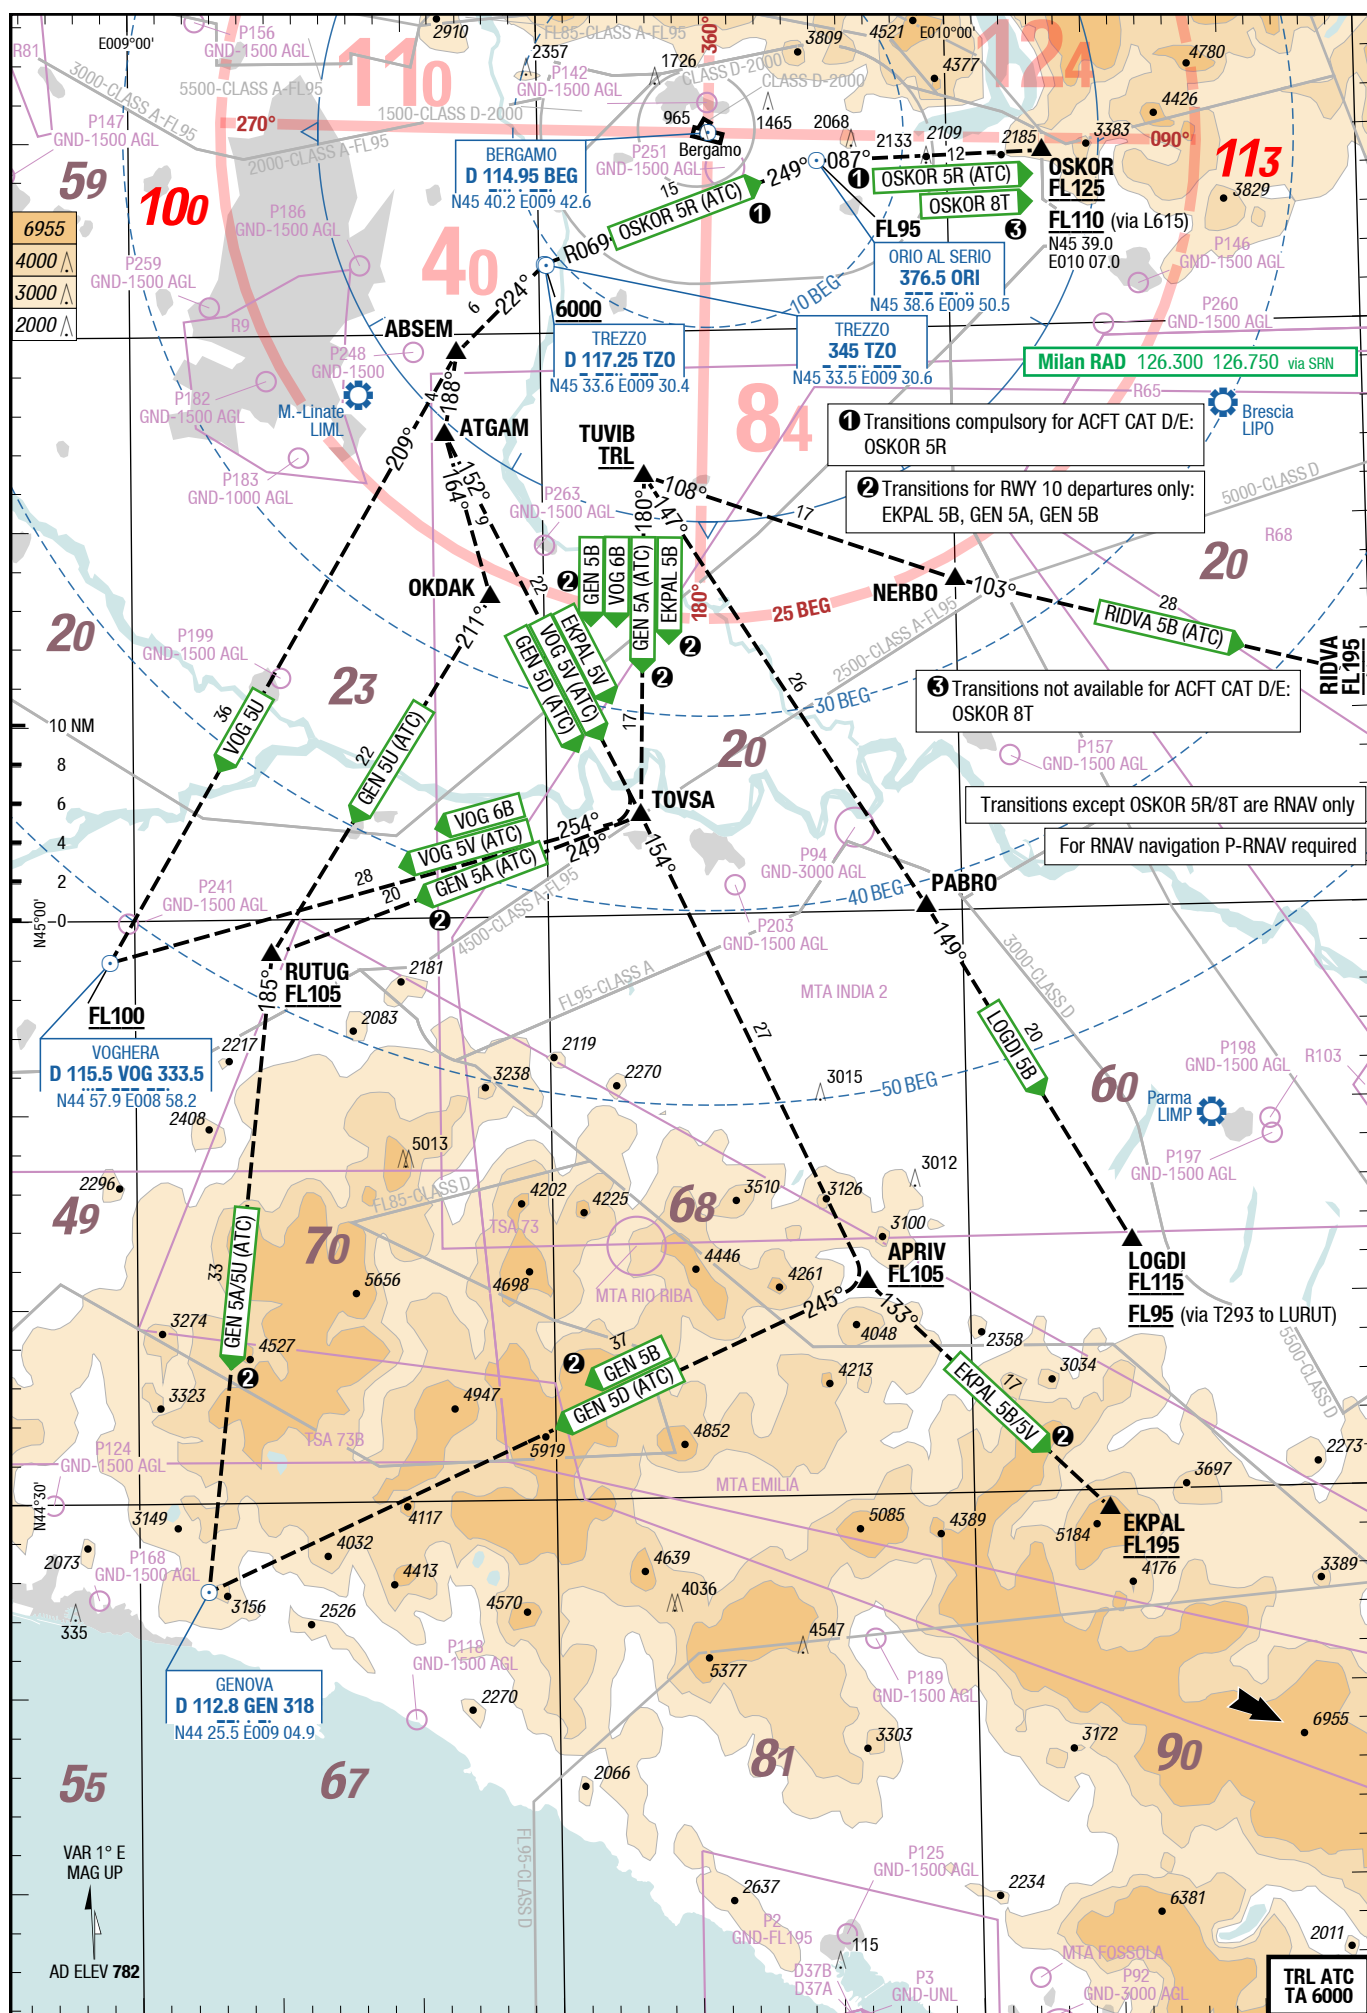 P156
GND-1500 AGL
R81
E009°00'
2910
FL85-CLASS A-FL95
2357
1726
360°
3809
4521
E010°00'
4780
4377
4426
110
124
3000-CLASS A-FL95
5500-CLASS A-FL95
1500-CLASS D-2000
2000-CLASS A-FL95
P142
GND-1500 AGL
CLASS D-2000
CLASS D-2000
P147
GND-1500 AGL
270°
965
Bergamo
1465
2068
2133
2109
2185
3383
090°
59
100
113
3829
BERGAMO
D 114.95 BEG
N45 40.2 E009 42.6
P251
GND-1500 AGL
15
249°
087°
12
OSKOR 5R (ATC)
OSKOR 8T
1
3
OSKOR
FL125
FL110 (via L615)
N45 39.0
E010 07.0
R069
OSKOR 5R (ATC)
1
FL95
ORIO AL SERIO
376.5 ORI
N45 38.6 E009 50.5
6955
4000
3000
2000
P186
GND-1500 AGL
P259
GND-1500 AGL
R9
40
P146
GND-1500 AGL
P260
GND-1500 AGL
10 BEG
6
224°
6000
ABSEM
TREZZO
D 117.25 TZO
N45 33.6 E009 30.4
TREZZO
345 TZO
N45 33.5 E009 30.6
Milan RAD 126.300 126.750 via SRN
P248
GND-1500
P182
GND-1500 AGL
M.-Linate
LIML
188°
4
209°
ATGAM
84
R65
Brescia
LIPO
1 Transitions compulsory for ACFT CAT D/E:
OSKOR 5R
TUVIB
TRL
P183
GND-1000 AGL
152°
164°
9
P263
GND-1500 AGL
180°
108°
147°
17
2 Transitions for RWY 10 departures only:
EKPAL 5B, GEN 5A, GEN 5B
5000-CLASS D
R68
20
OKDAK
22
GEN 5B
VOG 6B
GEN 5A (ATC)
EKPAL 5B
2
2
2
180°
25 BEG
NERBO
103°
28
RIDVA 5B (ATC)
RIDVA
FL195
20
P199
GND-1500 AGL
211°
GEN 5D (ATC)
VOG 5V (ATC)
EKPAL 5V
2500-CLASS A-FL95
23
26
30 BEG
3 Transitions not available for ACFT CAT D/E:
OSKOR 8T
36
VOG 5U
22
GEN 5U (ATC)
17
20
10 NM
8
6
4
2
0
P157
GND-1500 AGL
TOVSA
Transitions except OSKOR 5R/8T are RNAV only
For RNAV navigation P-RNAV required
VOG 6B
VOG 5V (ATC)
GEN 5A (ATC)
254°
249°
28
20
2
154°
P94
GND-3000 AGL
40 BEG
PABRO
P241
GND-1500 AGL
N45°00'
4500-CLASS A-FL95
P203
GND-1500 AGL
149°
3000-CLASS D
RUTUG
FL105
185°
2181
FL95-CLASS A
MTA INDIA 2
FL100
VOGHERA
D 115.5 VOG 333.5
N44 57.9 E008 58.2
2217
2083
2119
27
20
LOGDI 5B
P198
GND-1500 AGL
R103
3238
2270
3015
50 BEG
60
Parma
LIMP
2408
5013
P197
GND-1500 AGL
2296
49
FL85-CLASS D
4202
4225
3510
3126
3012
3100
68
TSA 73
70
33
GEN 5A/5U (ATC)
5656
4698
4446
4261
MTA RIO RIBA
APRIV
FL105
LOGDI
FL115
FL95 (via T293 to LURUT)
245°
133°
3274
4527
2
4048
2358
5500-CLASS D
37
GEN 5B
GEN 5D (ATC)
2
3323
4947
4213
3034
17
EKPAL 5B/5V
2
P124
GND-1500 AGL
TSA 73B
5919
4852
2273
MTA EMILIA
3697
N44°30'
3149
4117
5085
4389
5184
EKPAL
FL195
2073
P168
GND-1500 AGL
4032
4413
4639
4036
4176
3389
335
3156
2526
4570
4547
P118
GND-1500 AGL
5377
P189
GND-1500 AGL
GENOVA
D 112.8 GEN 318
N44 25.5 E009 04.9
2270
6955
3303
3172
55
67
81
90
2066
FL95-CLASS D
VAR 1° E
MAG UP
P125
GND-1500 AGL
2637
2234
6381
P2
GND-FL195
115
2011
MTA FOSSOLA
D37B
D37A
P3
GND-UNL
P92
GND-3000 AGL
AD ELEV 782
TRL ATC
TA 6000